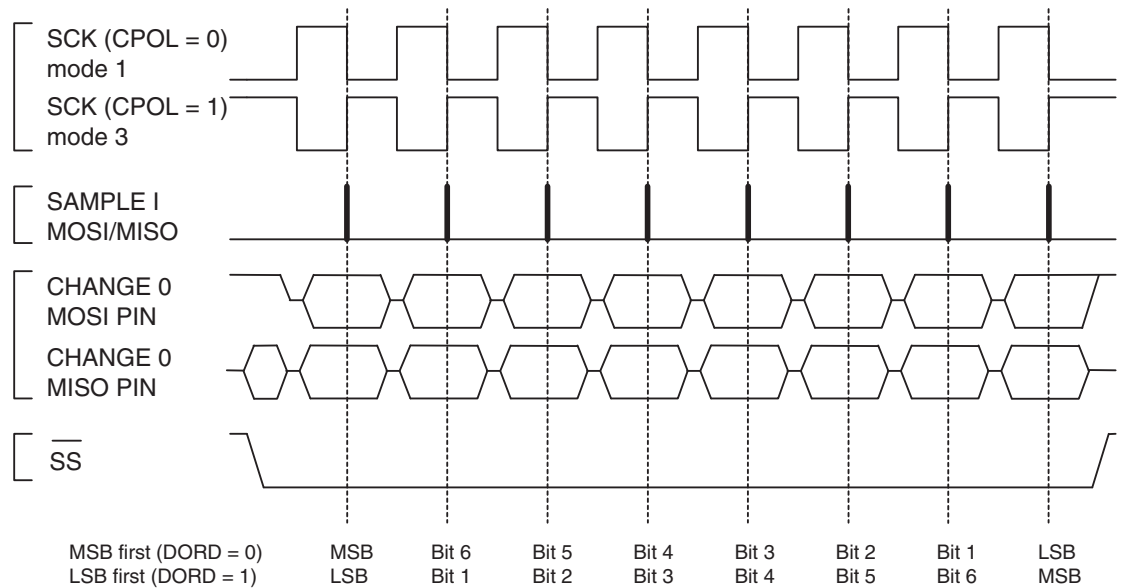 SCK (CPOL = 0)
mode 1
SCK (CPOL = 1)
mode 3
SAMPLE I
MOSI/MISO
CHANGE 0
MOSI PIN
CHANGE 0
MISO PIN
SS
MSB first (DORD = 0) MSB Bit 6 Bit 5 Bit 4 Bit 3 Bit 2 Bit 1 LSB
LSB first (DORD = 1) LSB Bit 1 Bit 2 Bit 3 Bit 4 Bit 5 Bit 6 MSB